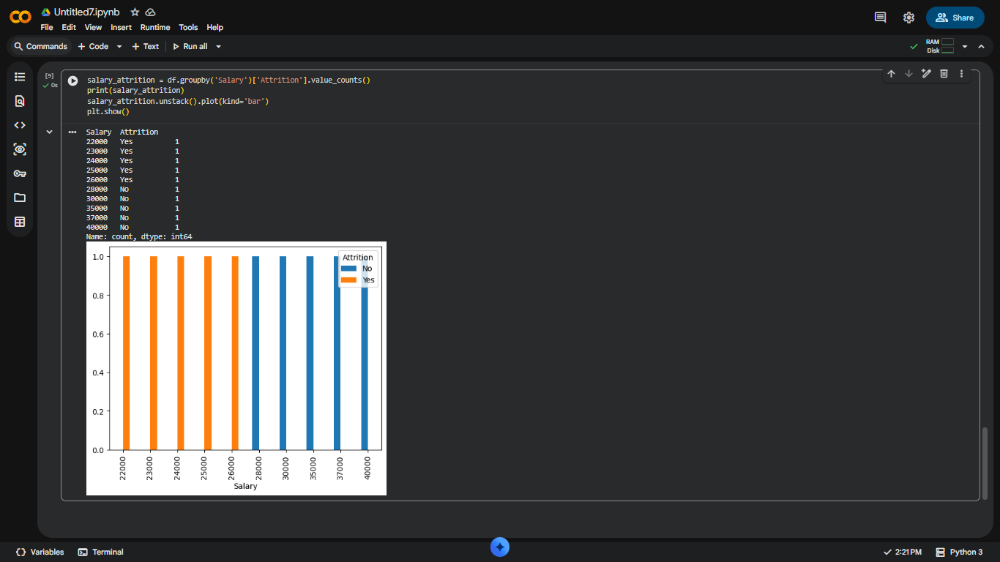 Untitled7.ipynb
File Edit View Insert Runtime Tools Help
Share
Commands + Code + Text Run all
RAM
Disk
[9]
0s
salary_attrition = df.groupby('Salary')['Attrition'].value_counts()
print(salary_attrition)
salary_attrition.unstack().plot(kind='bar')
plt.show()
Salary Attrition
22000 Yes 1
23000 Yes 1
24000 Yes 1
25000 Yes 1
26000 Yes 1
28000 No 1
30000 No 1
35000 No 1
37000 No 1
40000 No 1
Name: count, dtype: int64
Attrition
No
Yes
1.0
0.8
0.6
0.4
0.2
0.0
22000 23000 24000 25000 26000 28000 30000 35000 37000 40000
Salary
Variables Terminal
2:21 PM Python 3